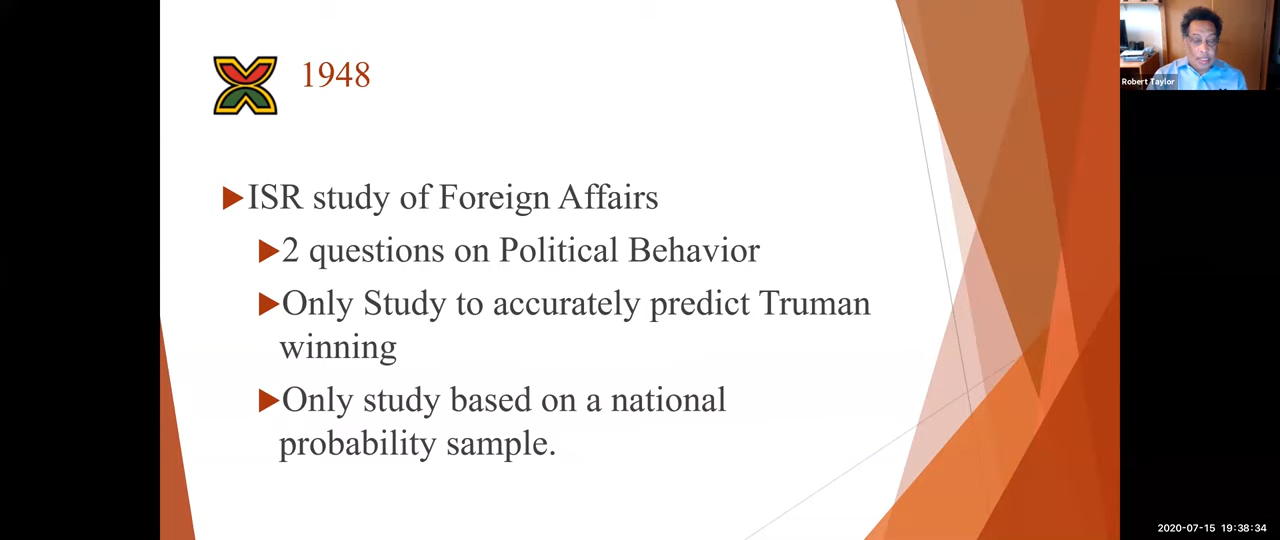 1948
ISR study of Foreign Affairs
2 questions on Political Behavior
Only Study to accurately predict Truman
winning
Only study based on a national
probability sample.
Robert Taylor
2020-07-15 19:38:34